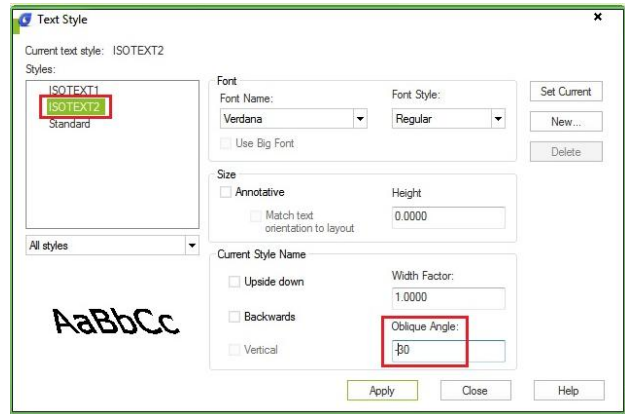 Text Style
Current text style: ISOTEXT2
Styles:
ISOTEXT1
ISOTEXT2
Standard
All styles
AaBbCc
Font
Font Name:
Font Style:
Verdana
Regular
Use Big Font
Size
Annotative
Height
Match text
orientation to layout
0.0000
Current Style Name
Upside down
Width Factor:
1.0000
Backwards
Oblique Angle:
Vertical
-30
Set Current
New...
Delete
Apply
Close
Help